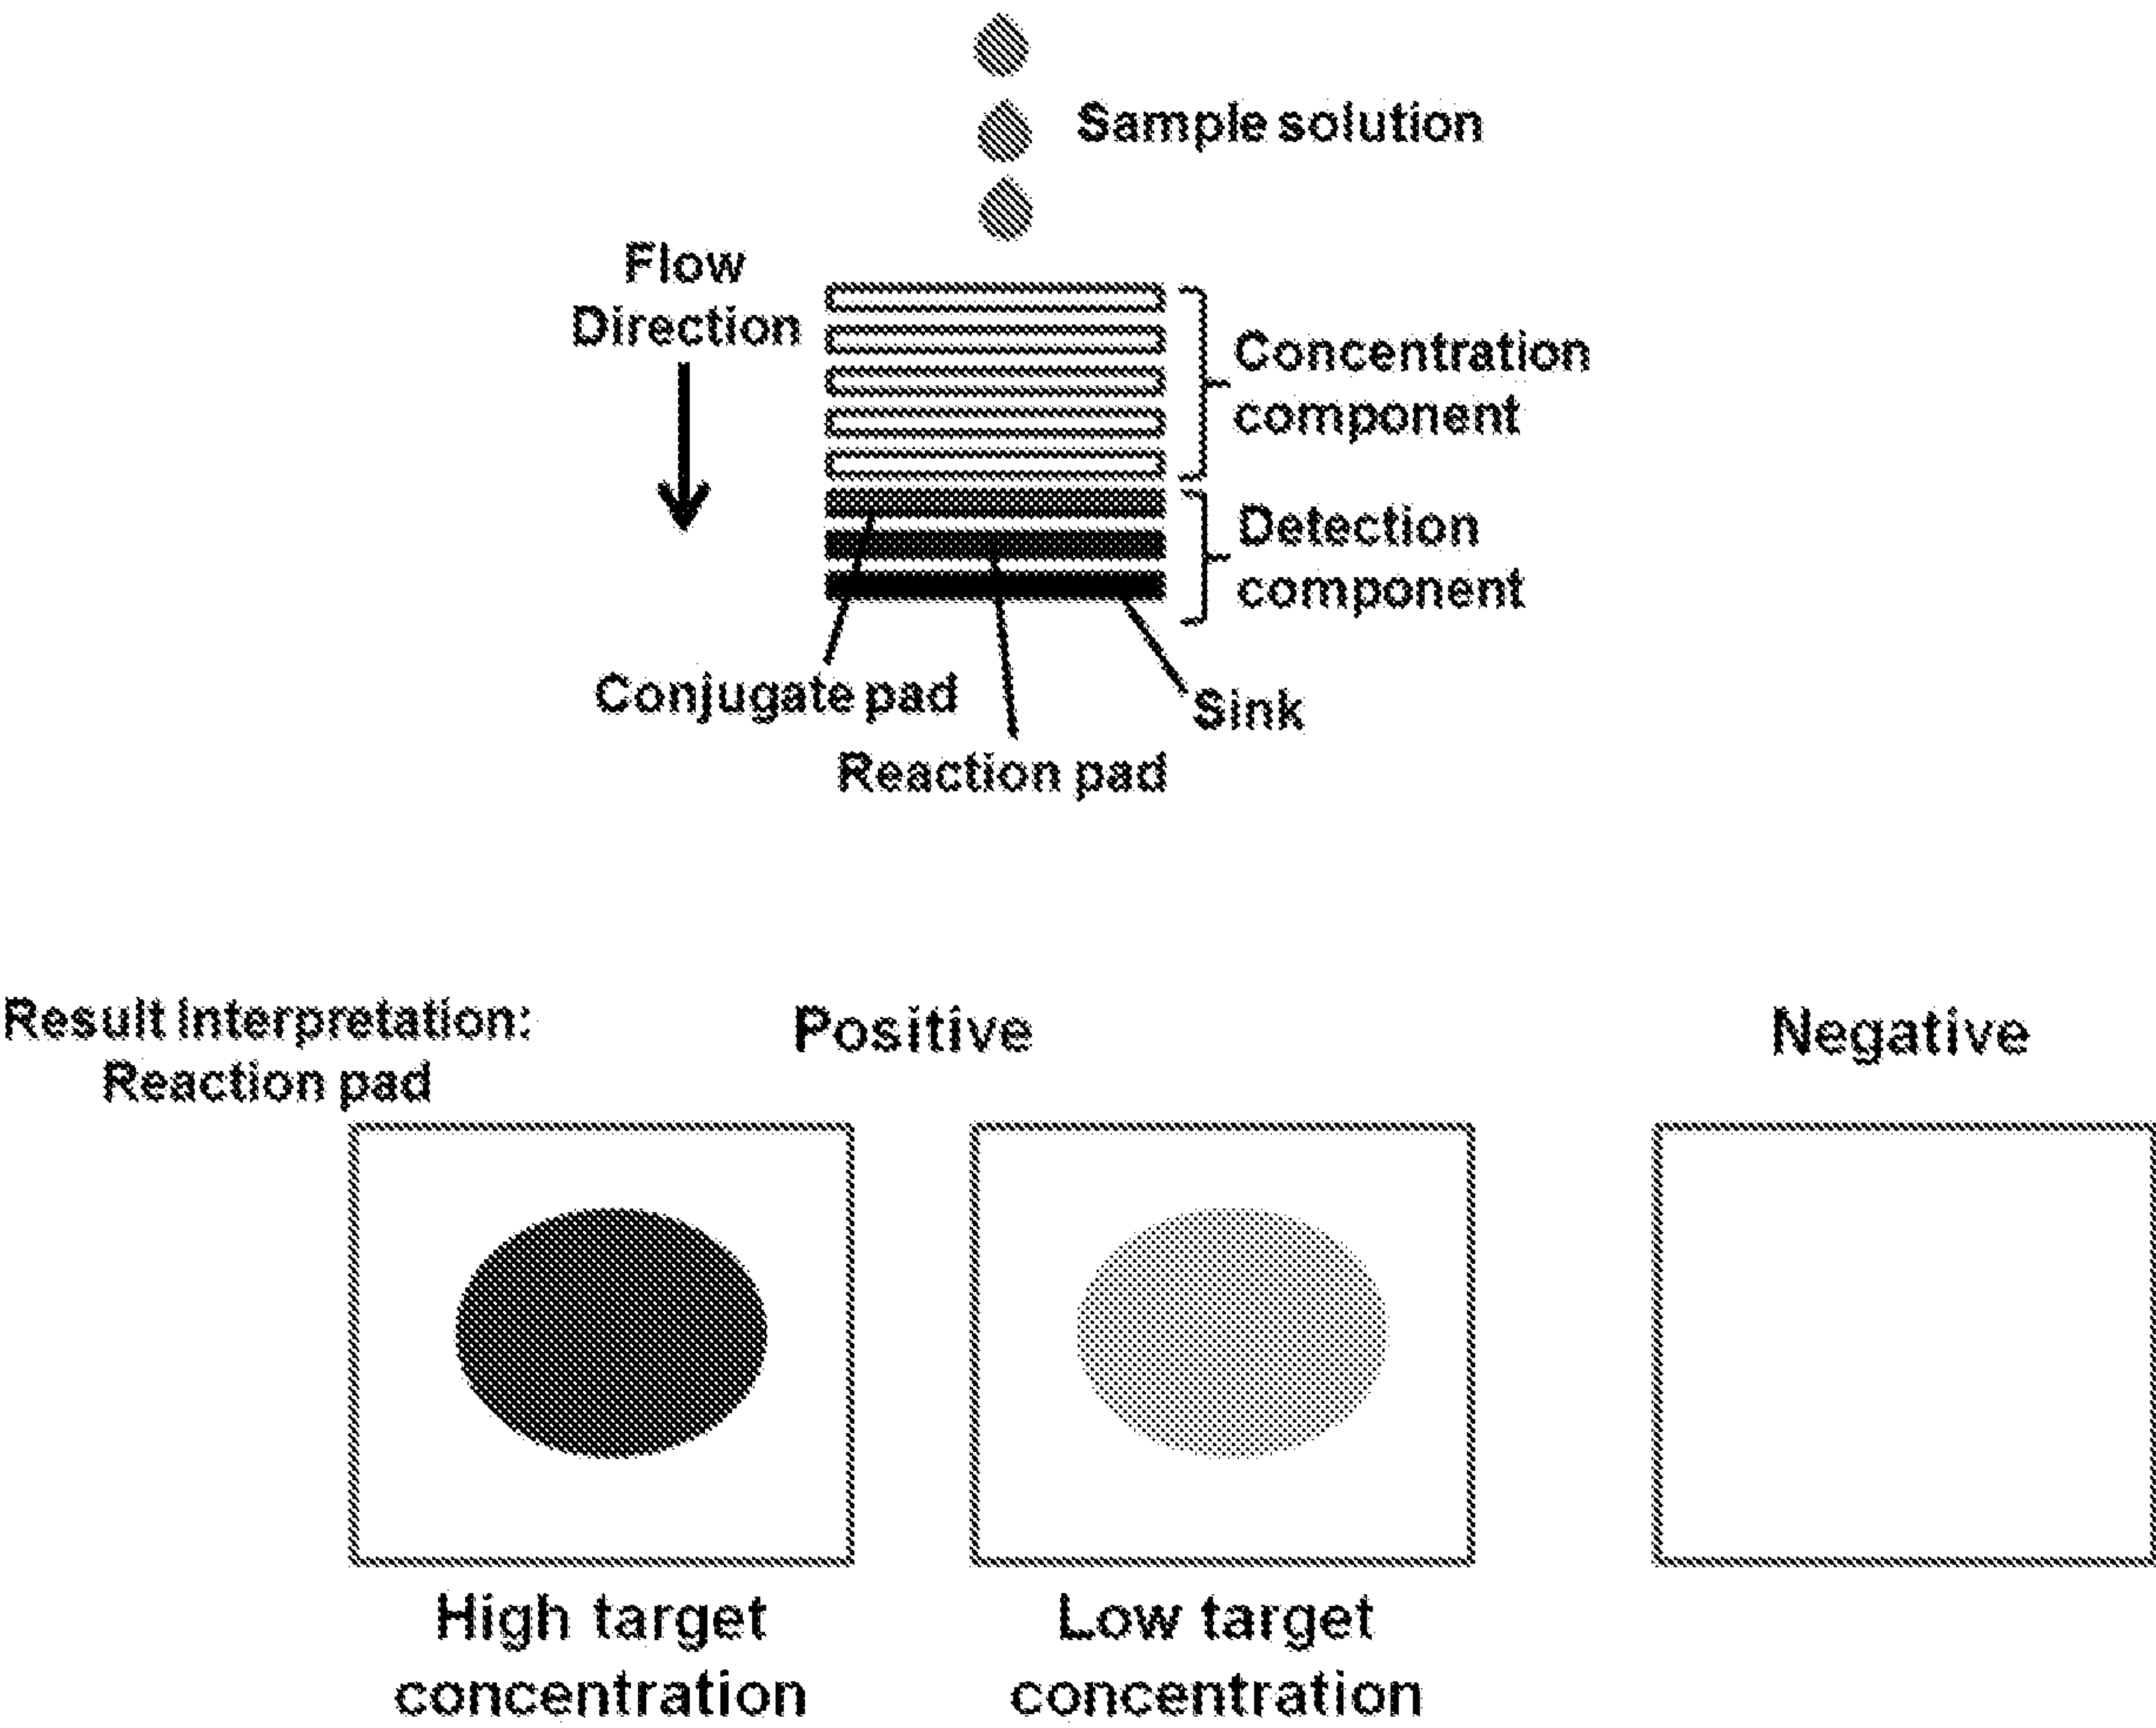 Sample solution
Flow
Direction
Concentration
component
Detection
component
Conjugate pad
Sink
Reaction pad
Result Interpretation:
Reaction pad
Positive
Negative
High target
concentration
Low target
concentration